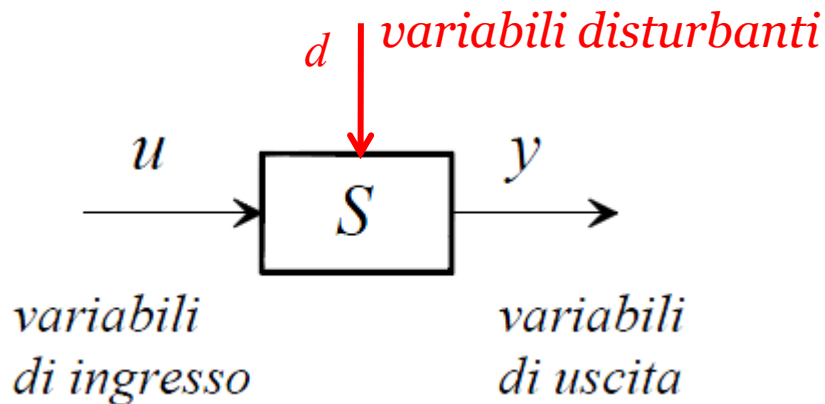 d variabili disturbanti
u
y
S
variabili
di ingresso
variabili
di uscita